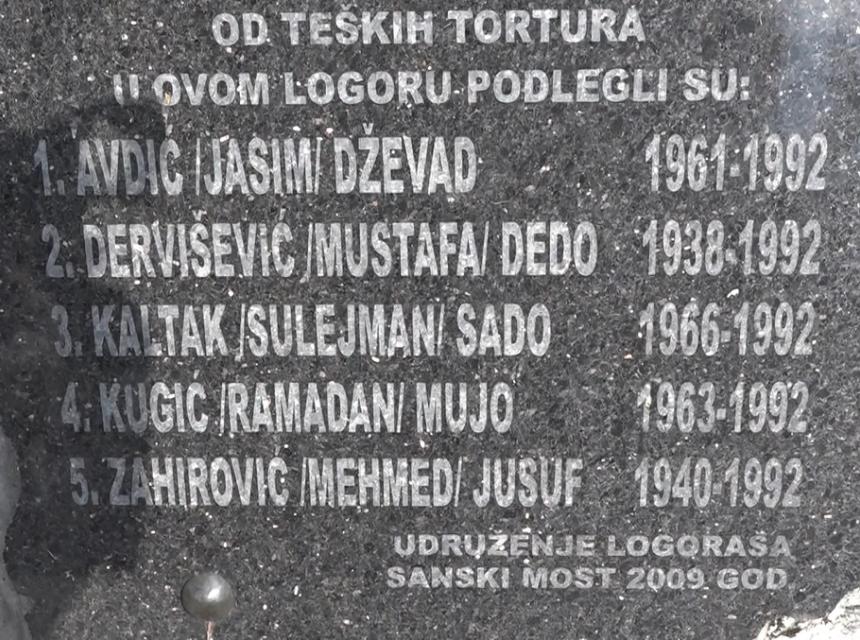 OD TEŠKIH TORTURA
U OVOM LOGORU PODLEGLI SU:
1. AVDIĆ /JASIM/ DŽEVAD 1961-1992
2. DERVIŠEVIĆ /MUSTAFA/ DEDO 1938-1992
3. KALTAK /SULEJMAN/ SADO 1966-1992
4. KUGIĆ /RAMADAN/ MUJO 1963-1992
5. ZAHIROVIĆ /MEHMED/ JUSUF 1940-1992
UDRUŽENJE LOGORAŠA
SANSKI MOST 2009 GOD.